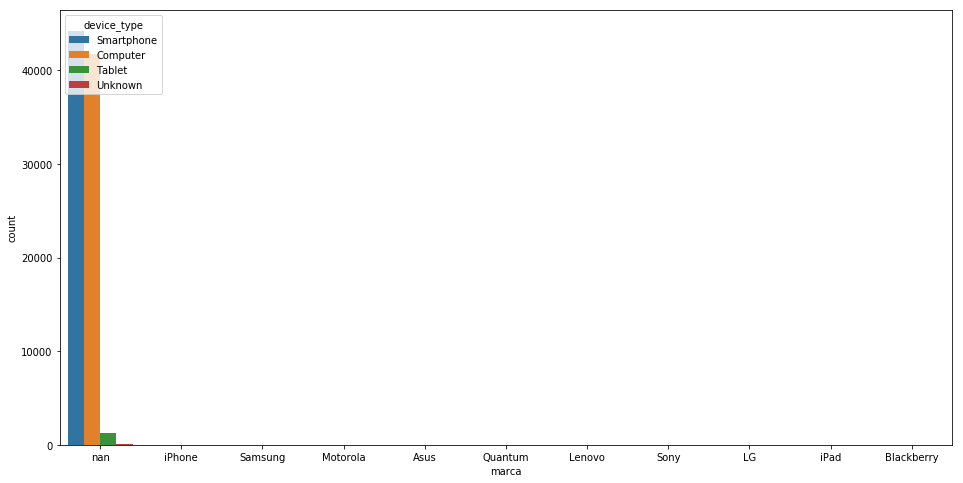 device_type
Smartphone
Computer
Tablet
Unknown
40000
30000
20000
10000
0
count
nan iPhone Samsung Motorola Asus Quantum Lenovo Sony LG iPad Blackberry
marca